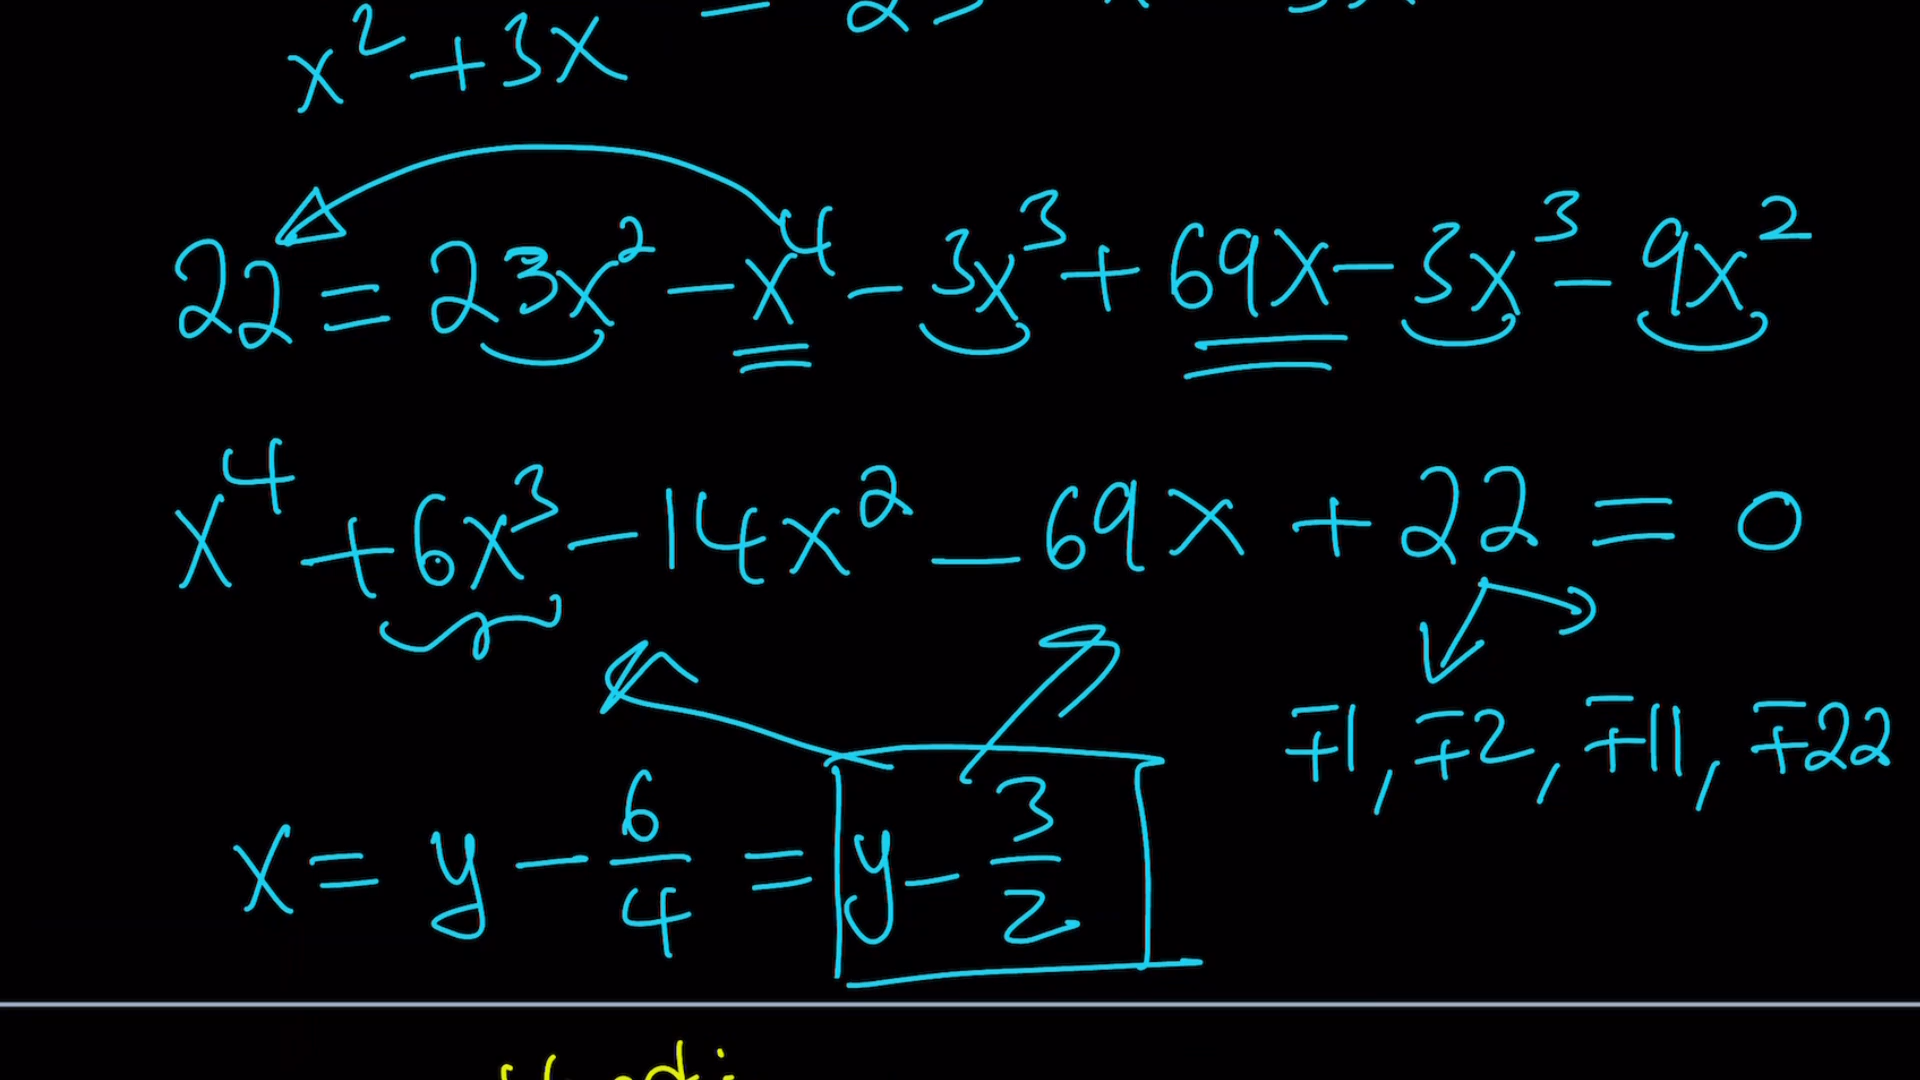 x²+3x
22 = 23x² - x⁴ - 3x³ + 69x - 3x³ - 9x²
x⁴ + 6x³ - 14x² - 69x + 22 = 0
∓1, ∓2, ∓11, ∓22
x = y - 6/4 = y - 3/2